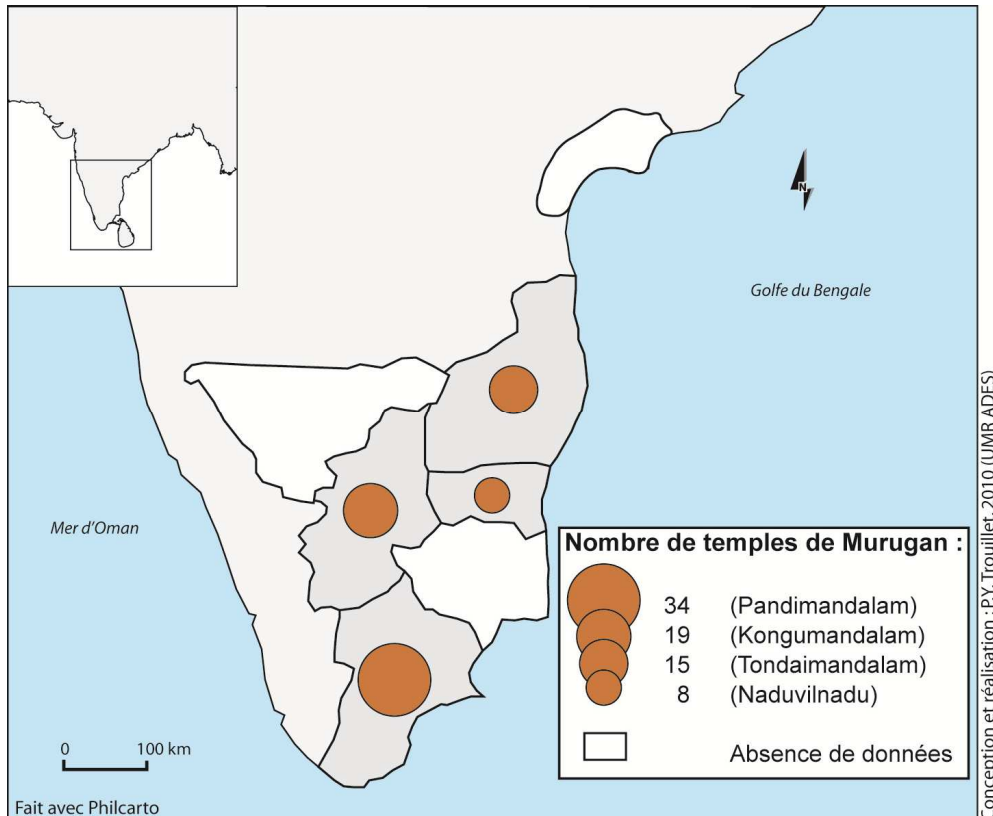 N
Golfe du Bengale
Mer d'Oman
Nombre de temples de Murugan :
34 (Pandimandalam)
19 (Kongumandalam)
15 (Tondaimandalam)
8 (Naduvilnadu)
Absence de données
0 100 km
Fait avec Philcarto
Conception et réalisation : P.Y. Trouillet, 2010 (UMR ADES)